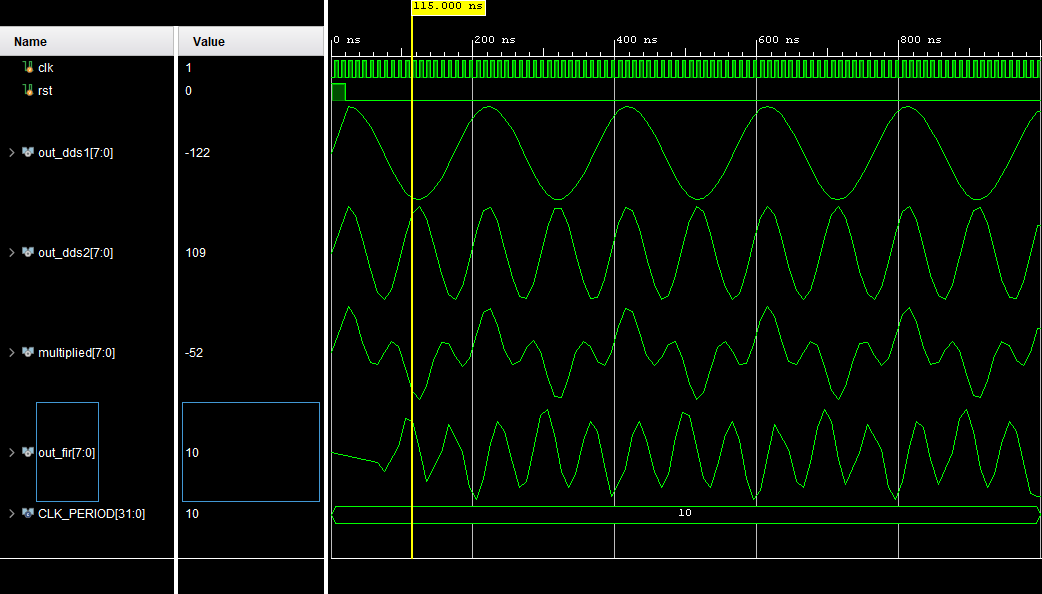 115.000 ns
Name Value
0 ns 200 ns 400 ns 600 ns 800 ns
clk 1
rst 0
out_dds1[7:0] -122
out_dds2[7:0] 109
multiplied[7:0] -52
out_fir[7:0] 10
CLK_PERIOD[31:0] 10 10